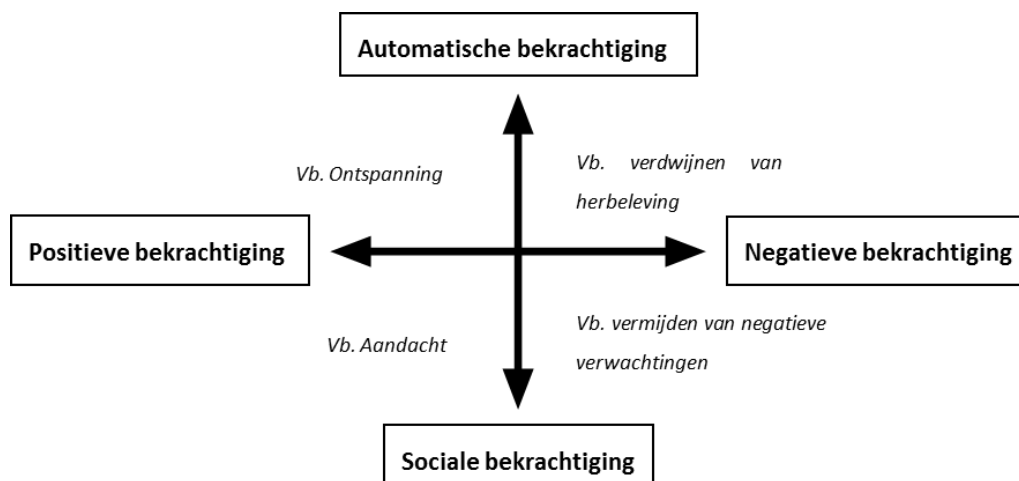 Automatische bekrachtiging
Vb. Ontspanning
Vb. verdwijnen van
herbeleving
Positieve bekrachtiging
Negatieve bekrachtiging
Vb. Aandacht
Vb. vermijden van negatieve
verwachtingen
Sociale bekrachtiging